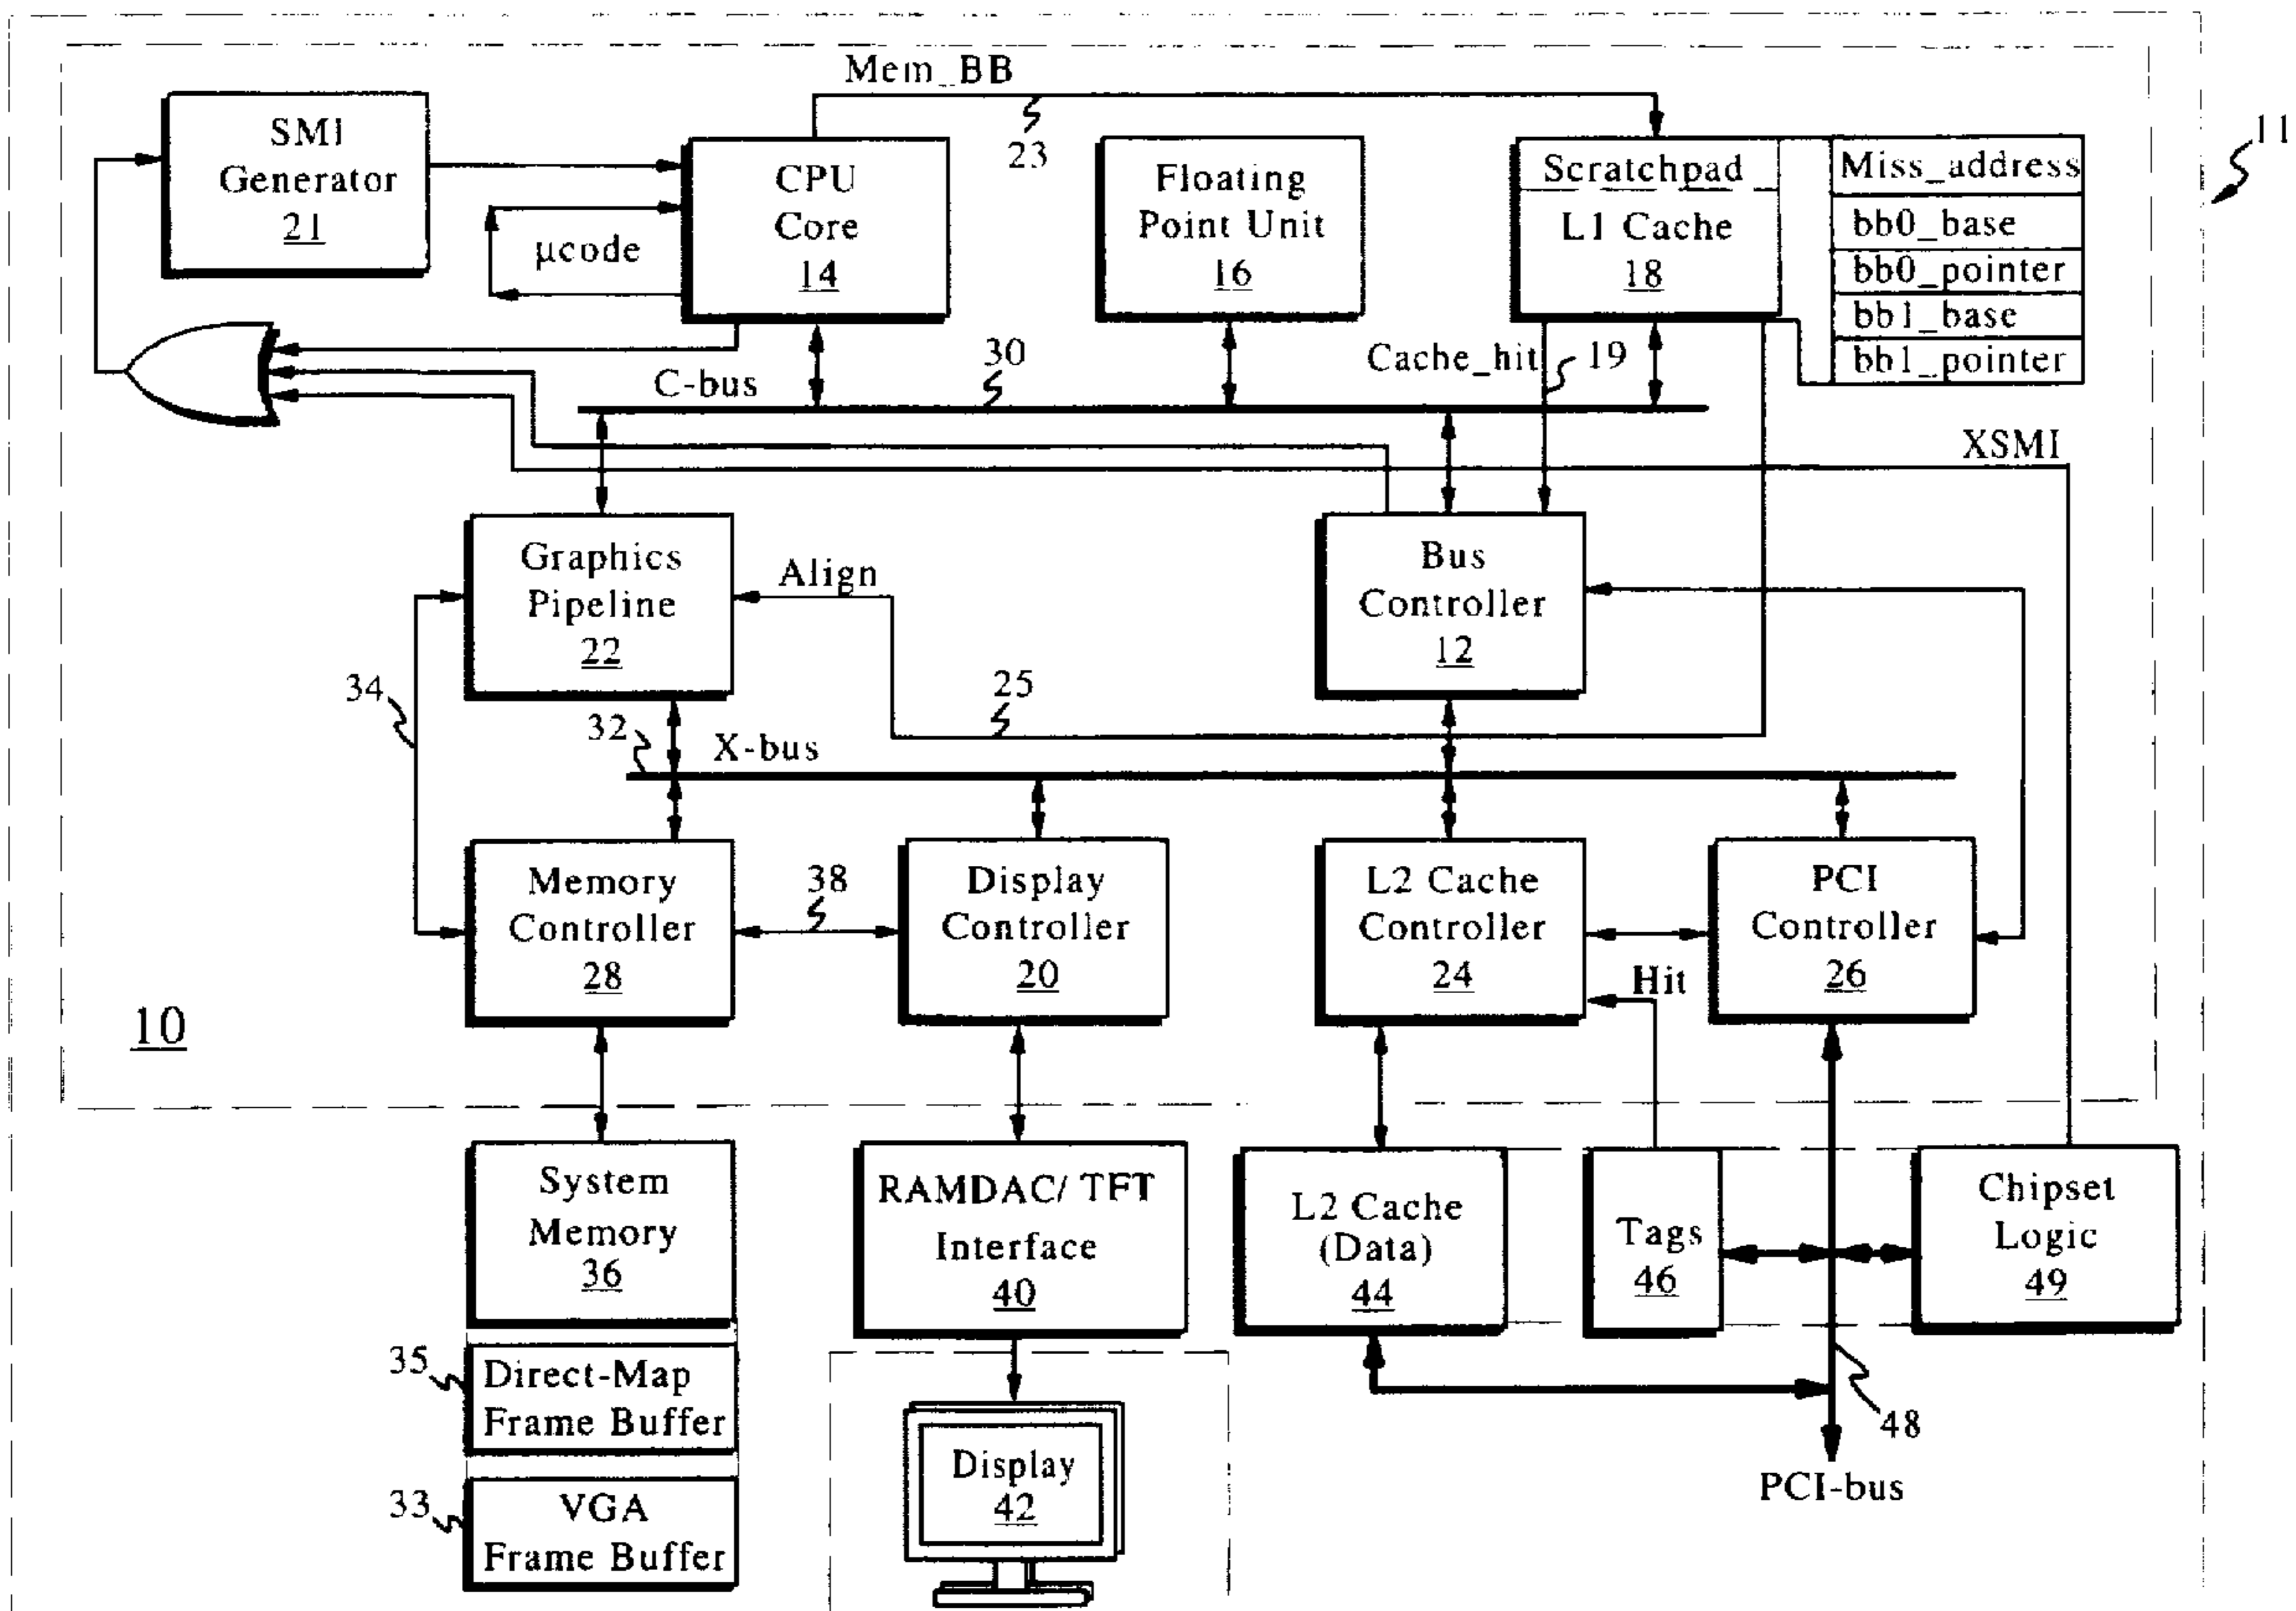 Mem_BB
23
11
SMI
Generator
21
CPU
Core
14
µcode
Floating
Point Unit
16
Scratchpad
L1 Cache
18
Miss_address
bb0_base
bb0_pointer
bb1_base
bb1_pointer
C-bus
30
Cache_hit
19
XSMI
Graphics
Pipeline
22
Align
Bus
Controller
12
34
25
32
X-bus
Memory
Controller
28
38
Display
Controller
20
L2 Cache
Controller
24
Hit
PCI
Controller
26
10
System
Memory
36
RAMDAC/ TFT
Interface
40
L2 Cache
(Data)
44
Tags
46
Chipset
Logic
49
35
Direct-Map
Frame Buffer
33
VGA
Frame Buffer
Display
42
48
PCI-bus